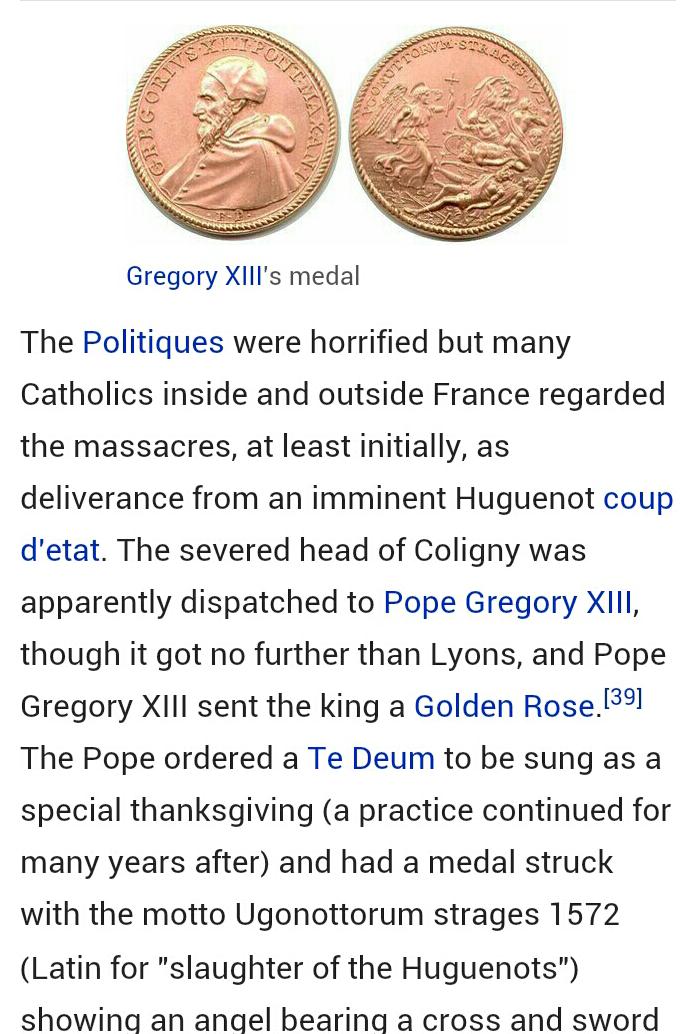 GREGORIVS·XIII·PONT·MAX·AN·I
·F·P·
VGONOTTORVM·STRAGES·1572
Gregory XIII's medal
The Politiques were horrified but many
Catholics inside and outside France regarded
the massacres, at least initially, as
deliverance from an imminent Huguenot coup
d'etat. The severed head of Coligny was
apparently dispatched to Pope Gregory XIII,
though it got no further than Lyons, and Pope
Gregory XIII sent the king a Golden Rose.[39]
The Pope ordered a Te Deum to be sung as a
special thanksgiving (a practice continued for
many years after) and had a medal struck
with the motto Ugonottorum strages 1572
(Latin for "slaughter of the Huguenots")
showing an angel bearing a cross and sword